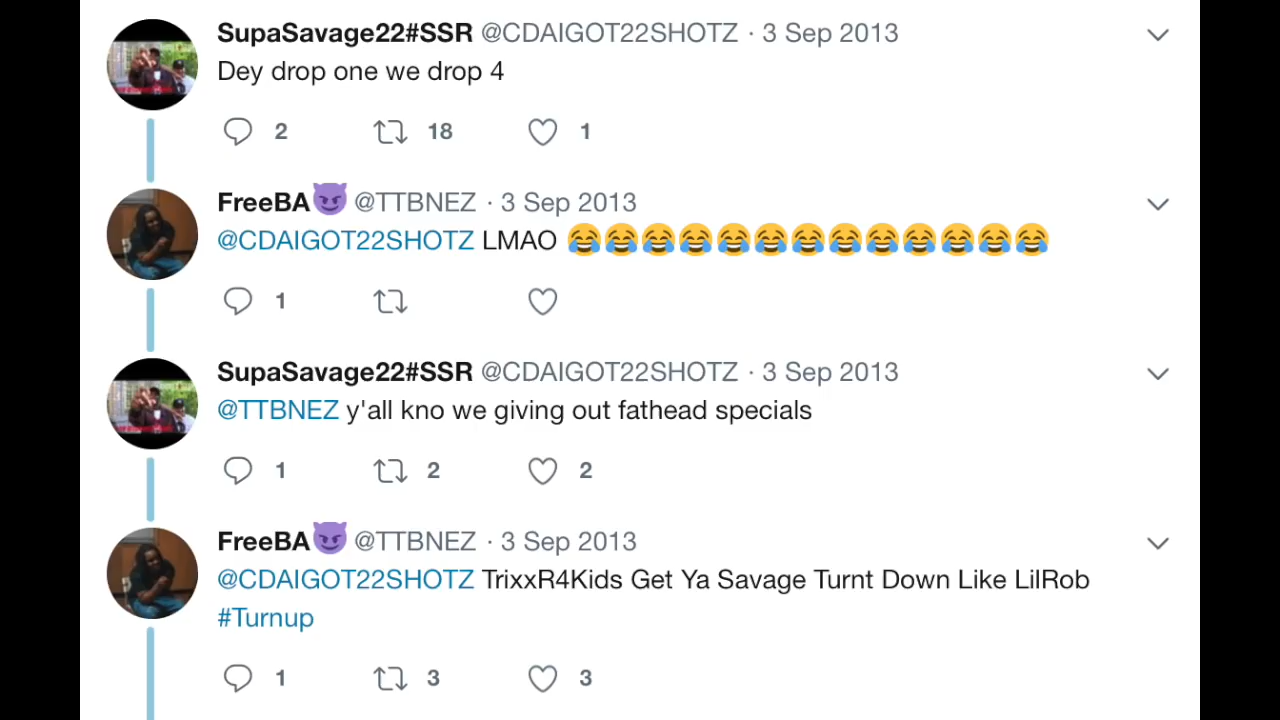 SupaSavage22#SSR @CDAIGOT22SHOTZ · 3 Sep 2013
Dey drop one we drop 4
2 18 1
FreeBA😈 @TTBNEZ · 3 Sep 2013
@CDAIGOT22SHOTZ LMAO 😂😂😂😂😂😂😂😂😂😂😂😂😂
1
SupaSavage22#SSR @CDAIGOT22SHOTZ · 3 Sep 2013
@TTBNEZ y'all kno we giving out fathead specials
1 2 2
FreeBA😈 @TTBNEZ · 3 Sep 2013
@CDAIGOT22SHOTZ TrixxR4Kids Get Ya Savage Turnt Down Like LilRob
#Turnup
1 3 3